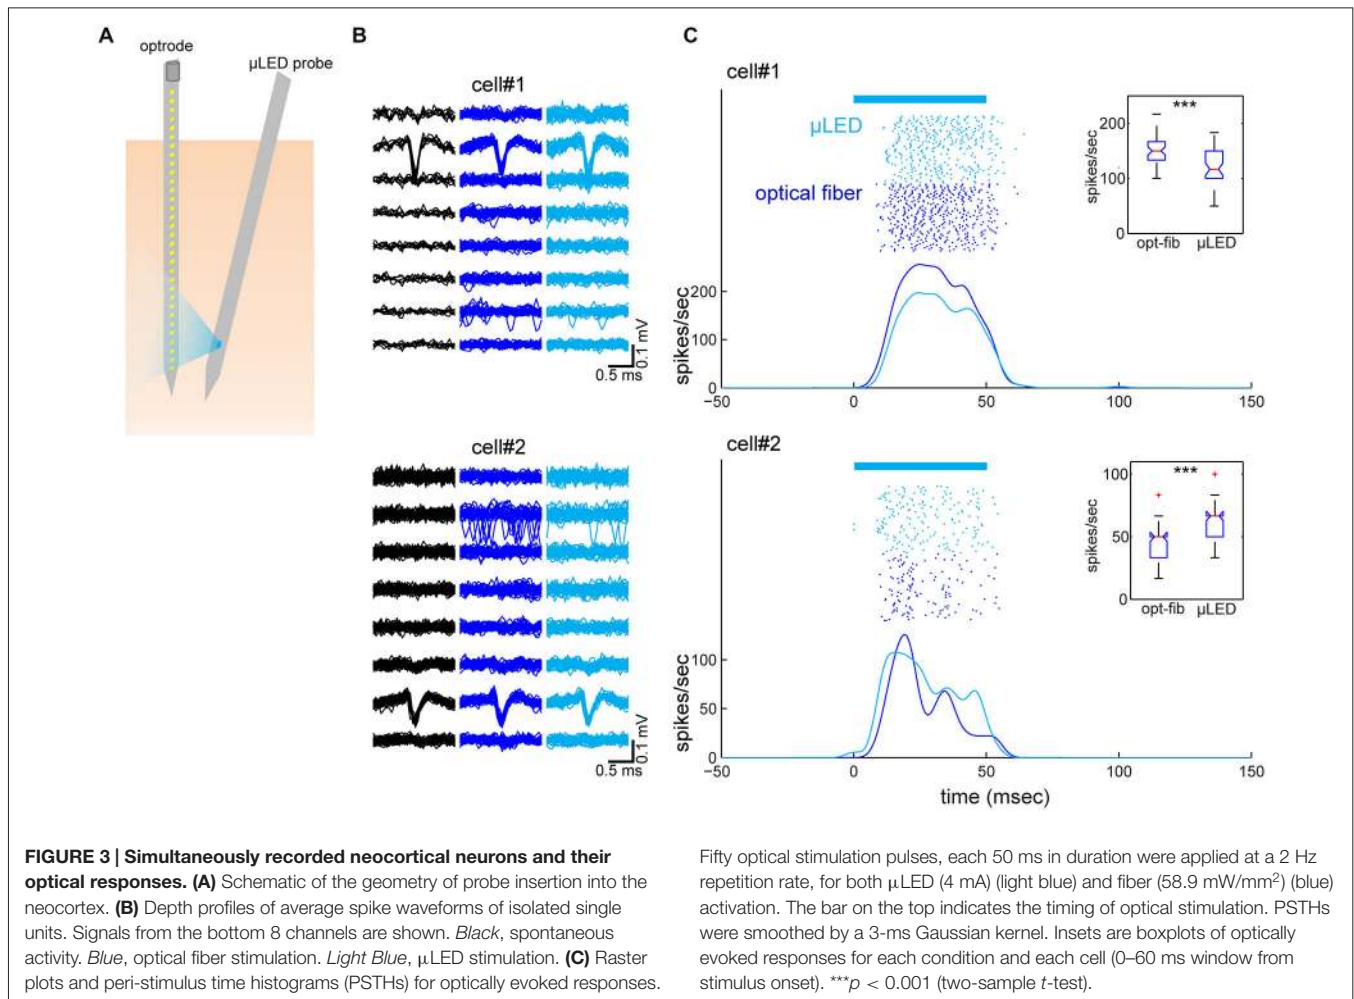 A
B
C
optrode
µLED probe
cell#1
0.1 mV
0.5 ms
cell#2
0.1 mV
0.5 ms
cell#1
µLED
optical fiber
spikes/sec
200
100
0
−50
0
50
100
150
***
spikes/sec
200
100
0
opt-fib
µLED
cell#2
spikes/sec
100
50
0
−50
0
50
100
150
time (msec)
***
spikes/sec
100
50
0
opt-fib
µLED
FIGURE 3 | Simultaneously recorded neocortical neurons and their
optical responses. (A) Schematic of the geometry of probe insertion into the
neocortex. (B) Depth profiles of average spike waveforms of isolated single
units. Signals from the bottom 8 channels are shown. Black, spontaneous
activity. Blue, optical fiber stimulation. Light Blue, µLED stimulation. (C) Raster
plots and peri-stimulus time histograms (PSTHs) for optically evoked responses.
Fifty optical stimulation pulses, each 50 ms in duration were applied at a 2 Hz
repetition rate, for both µLED (4 mA) (light blue) and fiber (58.9 mW/mm²) (blue)
activation. The bar on the top indicates the timing of optical stimulation. PSTHs
were smoothed by a 3-ms Gaussian kernel. Insets are boxplots of optically
evoked responses for each condition and each cell (0–60 ms window from
stimulus onset). ***p < 0.001 (two-sample t-test).